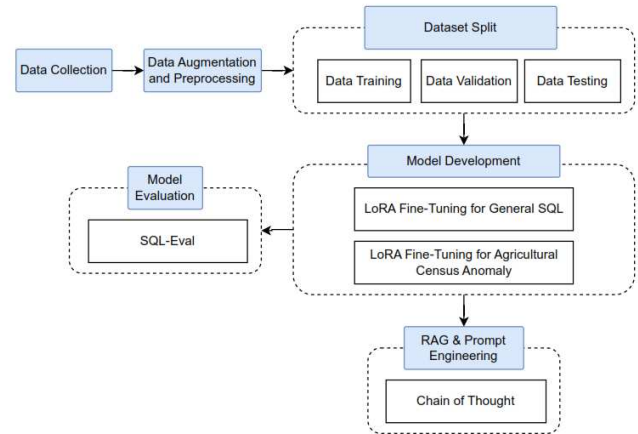 Dataset Split
Data Collection
Data Augmentation
and Preprocessing
Data Training
Data Validation
Data Testing
Model Development
Model
Evaluation
LoRA Fine-Tuning for General SQL
SQL-Eval
LoRA Fine-Tuning for Agricultural
Census Anomaly
RAG & Prompt
Engineering
Chain of Thought